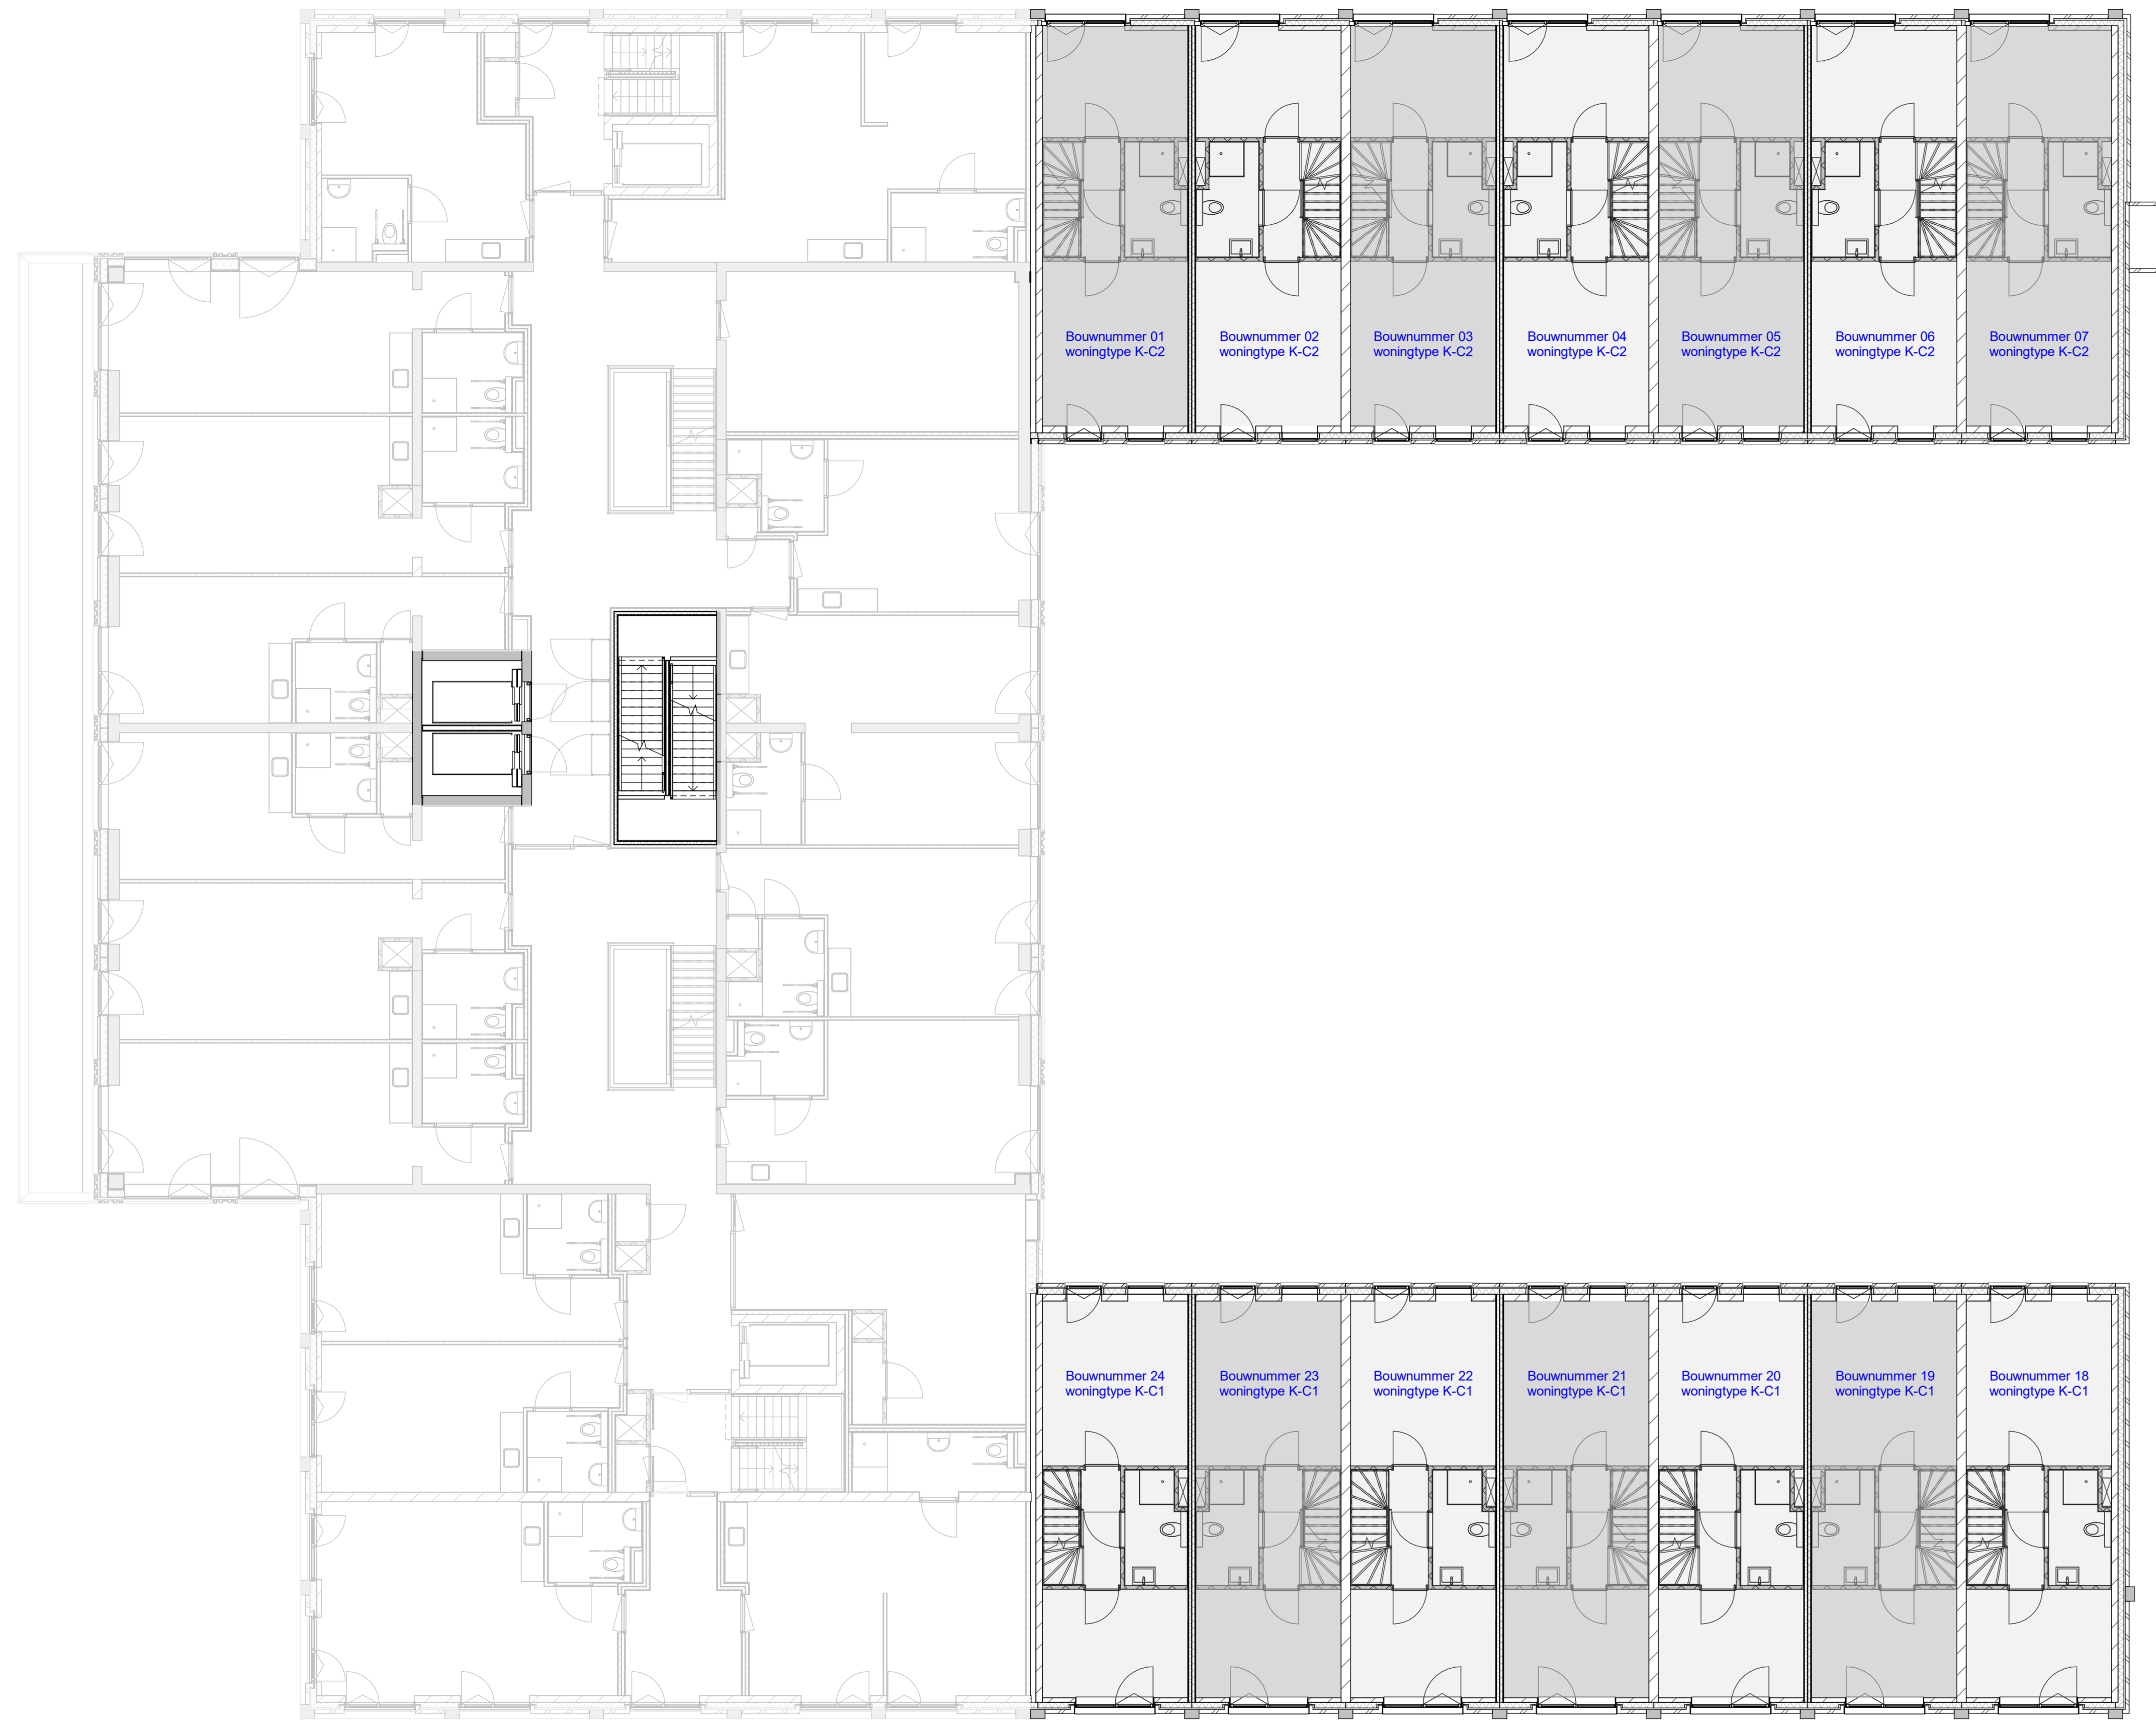 Bouwnummer 01
woningtype K-C2
Bouwnummer 02
woningtype K-C2
Bouwnummer 03
woningtype K-C2
Bouwnummer 04
woningtype K-C2
Bouwnummer 05
woningtype K-C2
Bouwnummer 06
woningtype K-C2
Bouwnummer 07
woningtype K-C2
Bouwnummer 24
woningtype K-C1
Bouwnummer 23
woningtype K-C1
Bouwnummer 22
woningtype K-C1
Bouwnummer 21
woningtype K-C1
Bouwnummer 20
woningtype K-C1
Bouwnummer 19
woningtype K-C1
Bouwnummer 18
woningtype K-C1